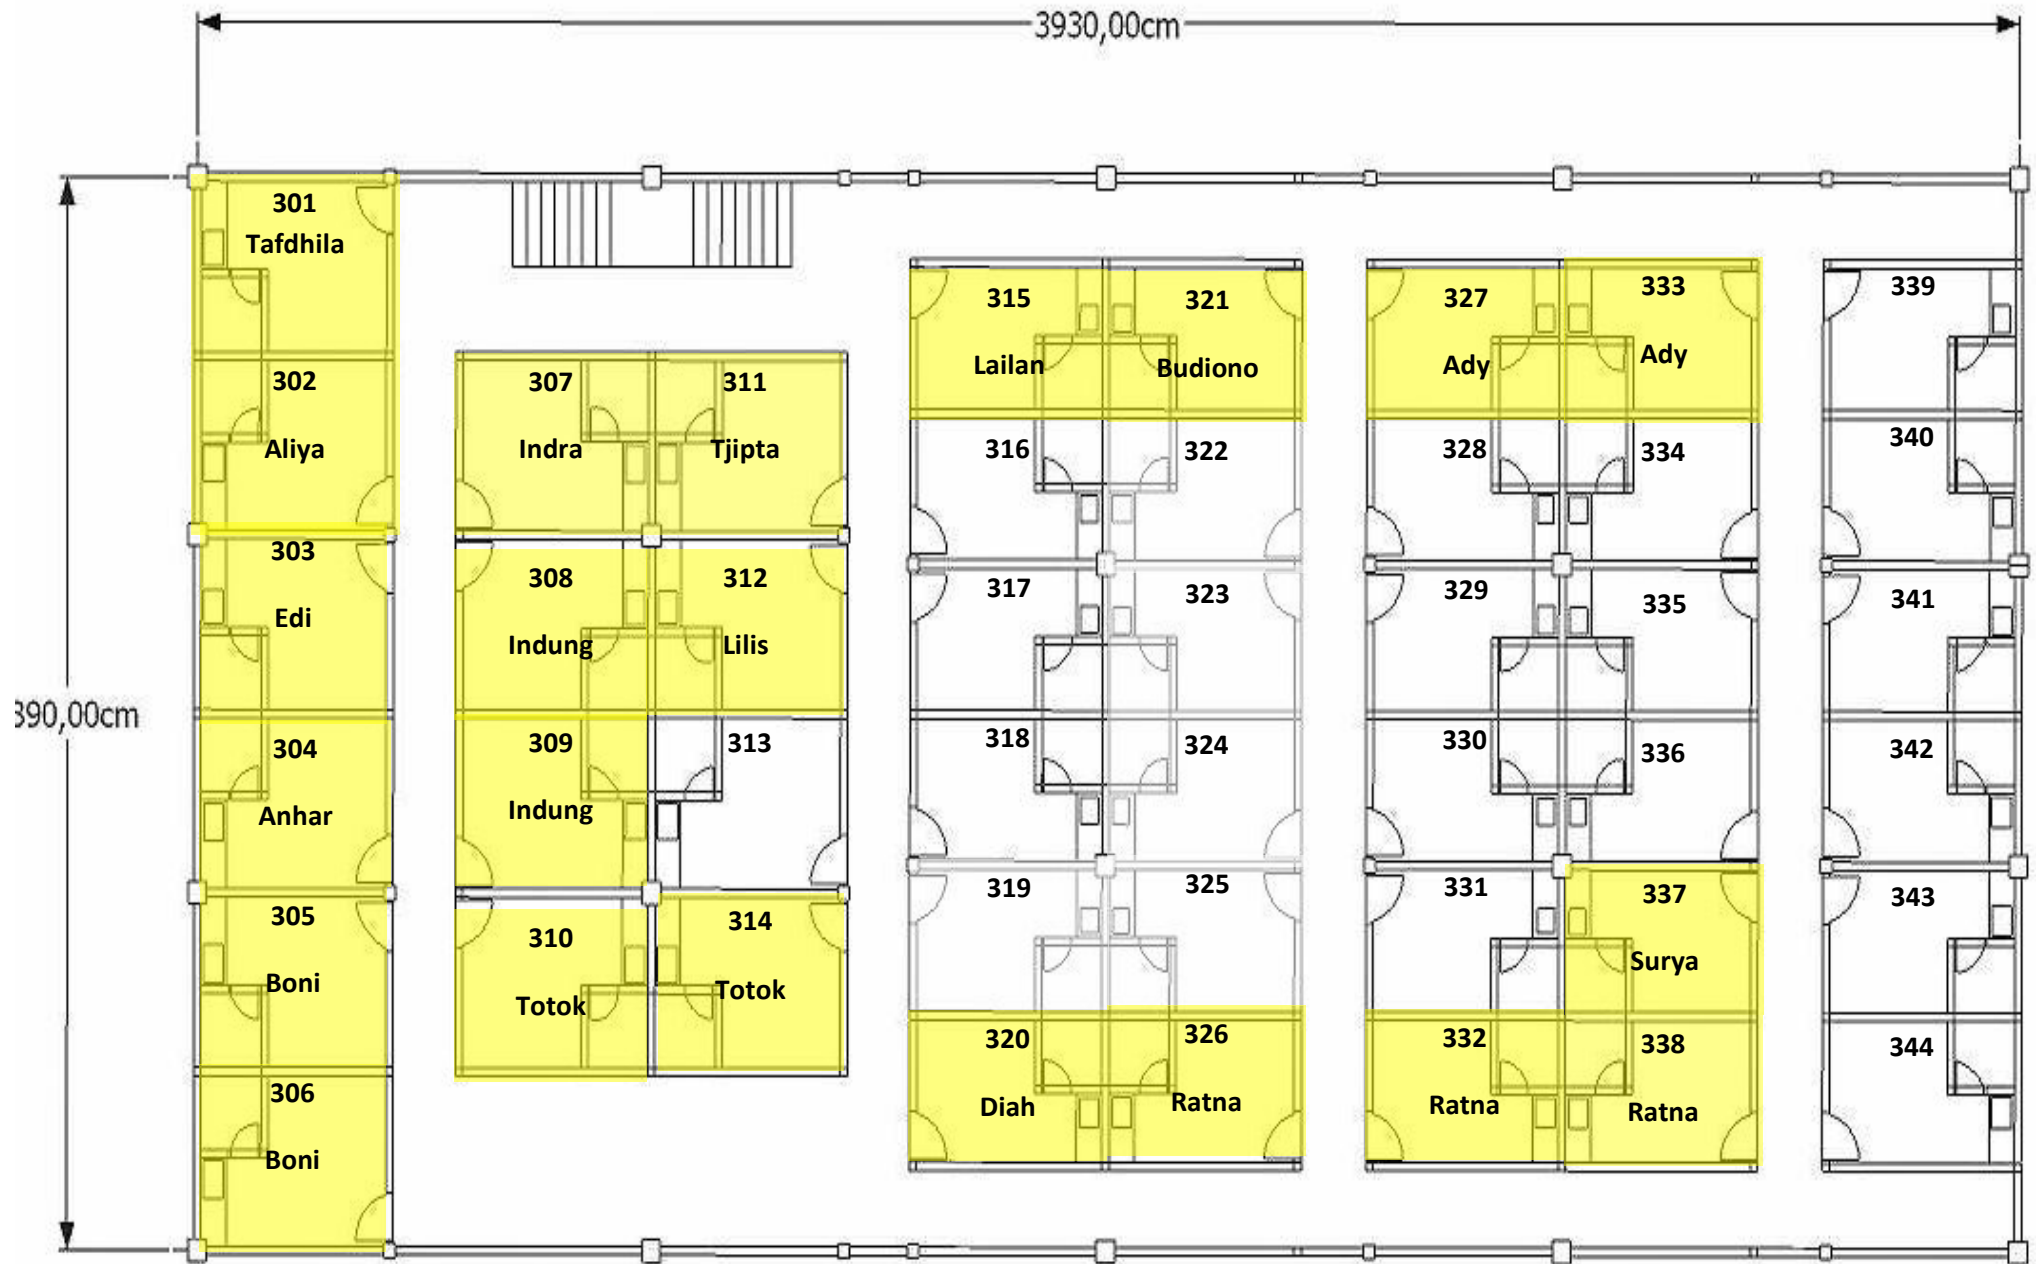 3930,00cm
390,00cm
301
Tafdhila
302
Aliya
303
Edi
304
Anhar
305
Boni
306
Boni
307
Indra
308
Indung
309
Indung
310
Totok
311
Tjipta
312
Lilis
313
314
Totok
315
Lailan
316
317
318
319
320
Diah
321
Budiono
322
323
324
325
326
Ratna
327
Ady
328
329
330
331
332
Ratna
333
Ady
334
335
336
337
Surya
338
Ratna
339
340
341
342
343
344